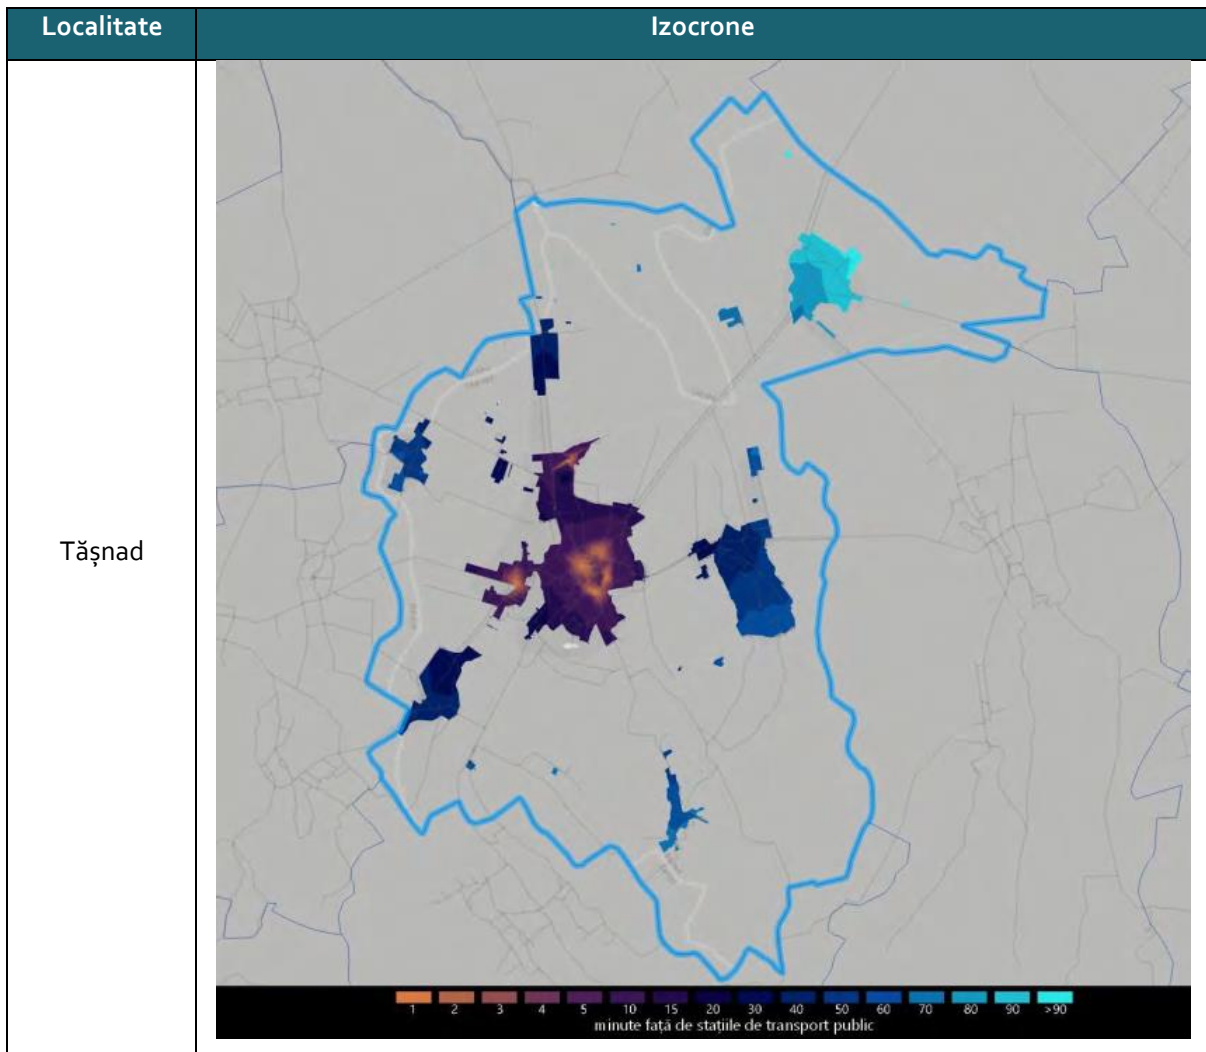 Localitate
Izocrone
Tășnad
1 2 3 4 5 10 15 20 30 40 50 60 70 80 90 >90
minute față de stațiile de transport public